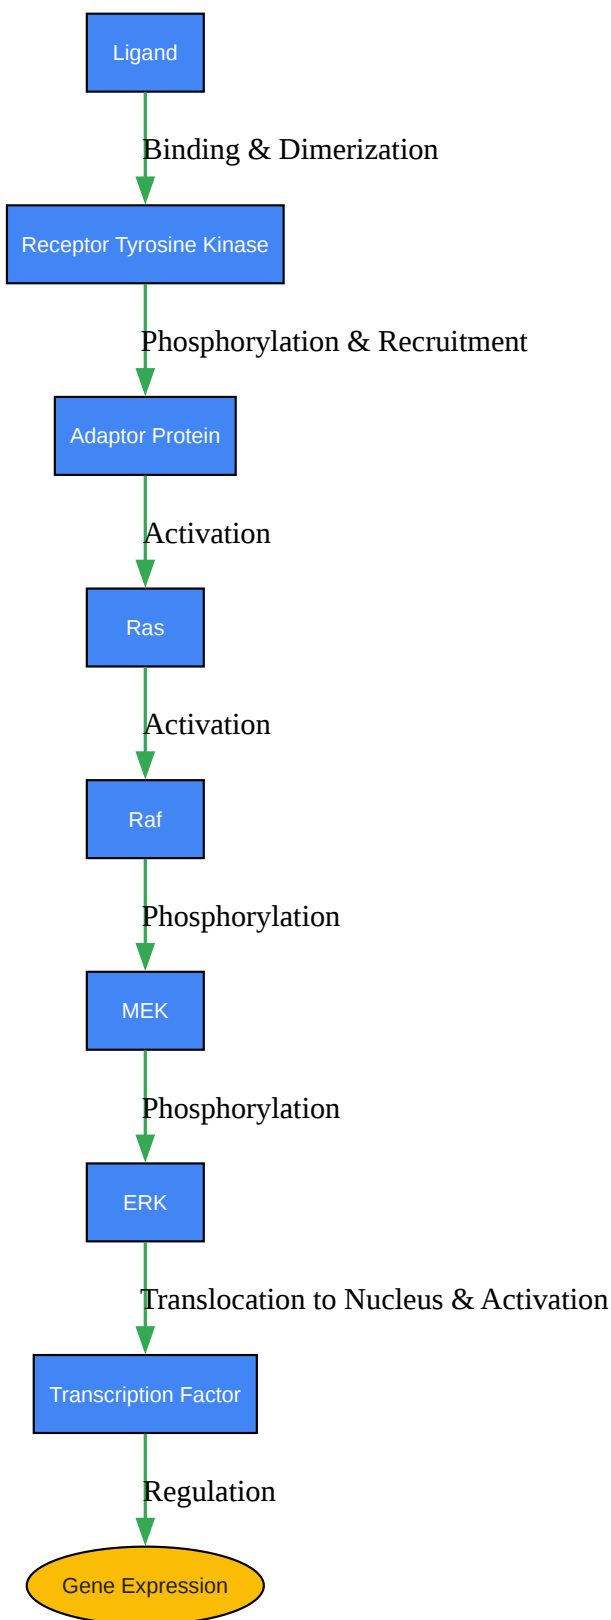 Ligand
Binding & Dimerization
Receptor Tyrosine Kinase
Phosphorylation & Recruitment
Adaptor Protein
Activation
Ras
Activation
Raf
Phosphorylation
MEK
Phosphorylation
ERK
Translocation to Nucleus & Activation
Transcription Factor
Regulation
Gene Expression